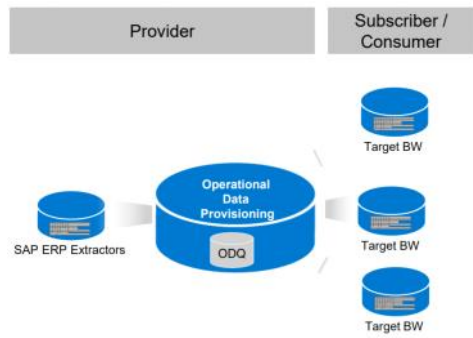 Provider
Subscriber /
Consumer
Target BW
Operational
Data
Provisioning
ODQ
SAP ERP Extractors
Target BW
Target BW